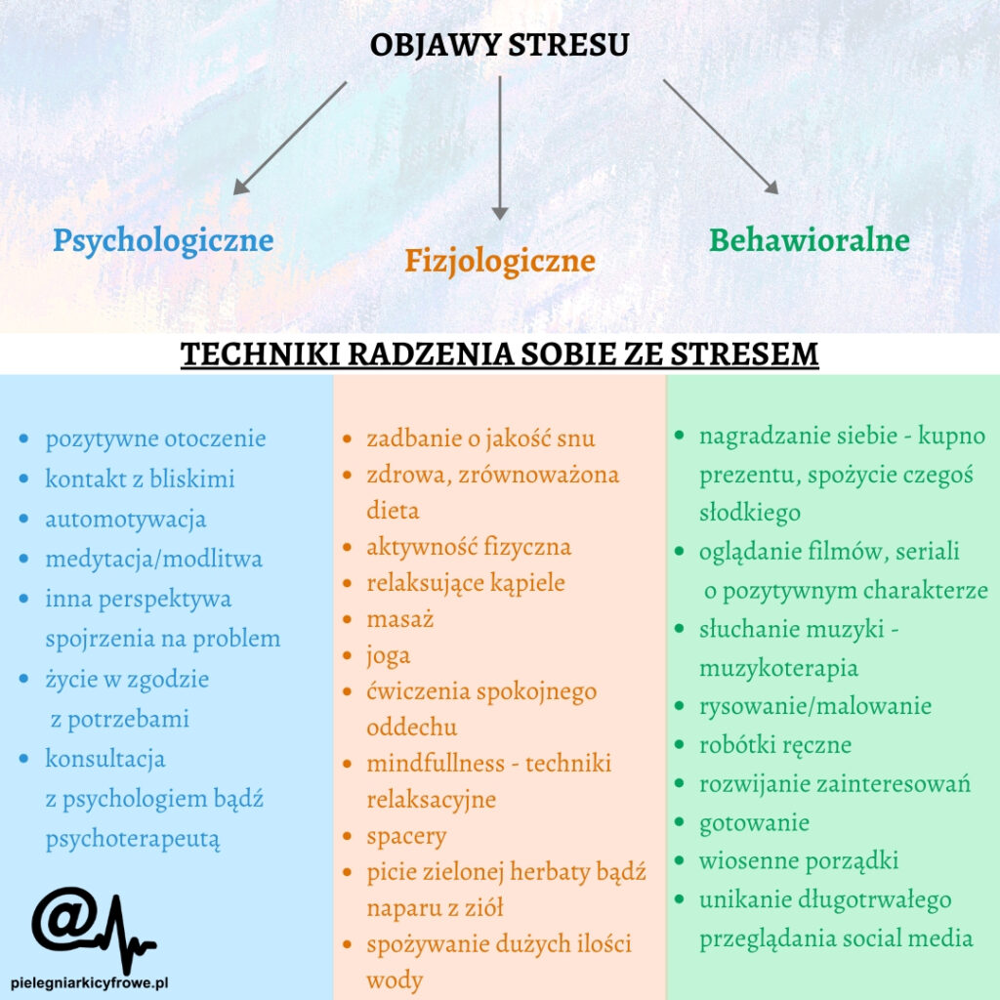 OBJAWY STRESU
Psychologiczne
Fizjologiczne
Behawioralne
TECHNIKI RADZENIA SOBIE ZE STRESEM
• pozytywne otoczenie
• kontakt z bliskimi
• automotywacja
• medytacja/modlitwa
• inna perspektywa
spojrzenia na problem
• życie w zgodzie
z potrzebami
• konsultacja
z psychologiem bądź
psychoterapeutą
• zadbanie o jakość snu
• zdrowa, zrównoważona
dieta
• aktywność fizyczna
• relaksujące kąpiele
• masaż
• joga
• ćwiczenia spokojnego
oddechu
• mindfullness - techniki
relaksacyjne
• spacery
• picie zielonej herbaty bądź
naparu z ziół
• spożywanie dużych ilości
wody
• nagradzanie siebie - kupno
prezentu, spożycie czegoś
słodkiego
• oglądanie filmów, seriali
o pozytywnym charakterze
• słuchanie muzyki -
muzykoterapia
• rysowanie/malowanie
• robótki ręczne
• rozwijanie zainteresowań
• gotowanie
• wiosenne porządki
• unikanie długotrwałego
przeglądania social media
@
pielegniarkicyfrowe.pl